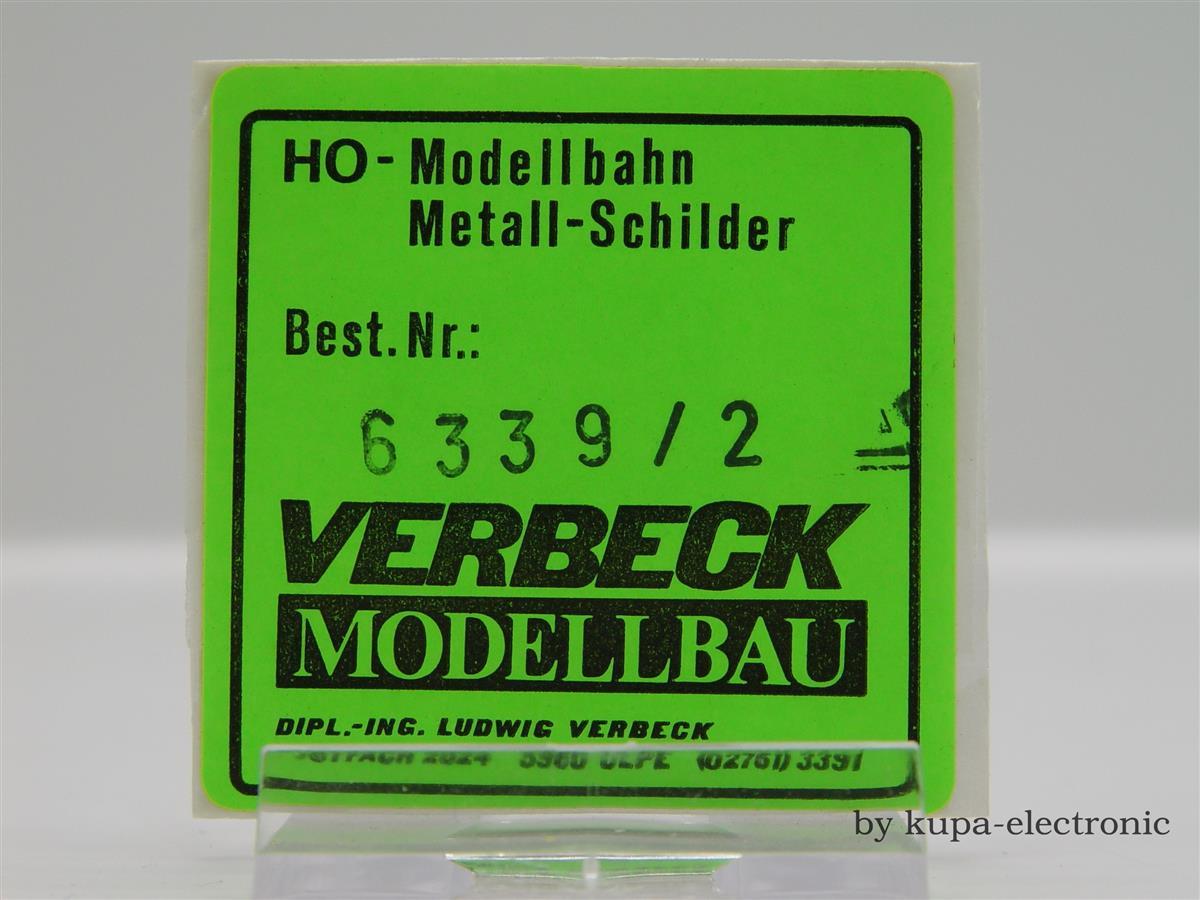 HO-Modellbahn
Metall-Schilder
Best.Nr.:
6339/2
VERBECK
MODELLBAU
DIPL.-ING. LUDWIG VERBECK
2024 5960 OLPE (02761) 3391
by kupa-electronic